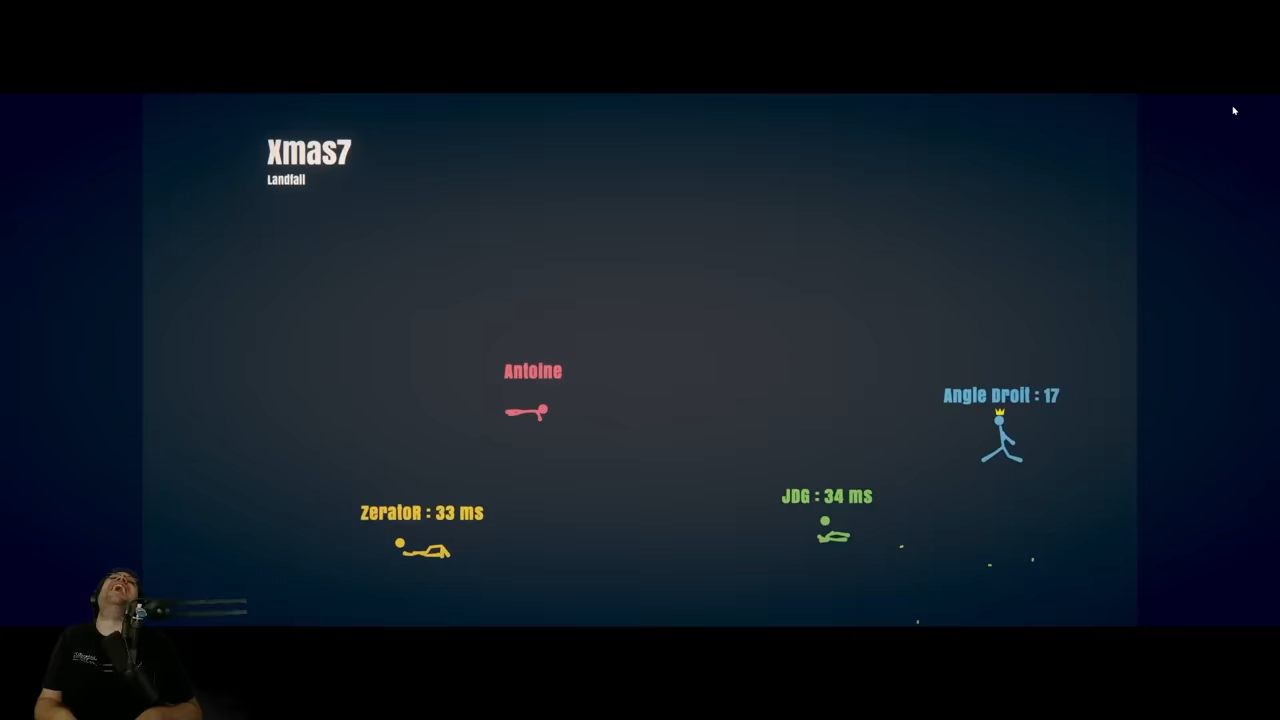 Xmas7
Landfall
Antoine
Angle Droit : 17
JDG : 34 ms
ZeratoR : 33 ms